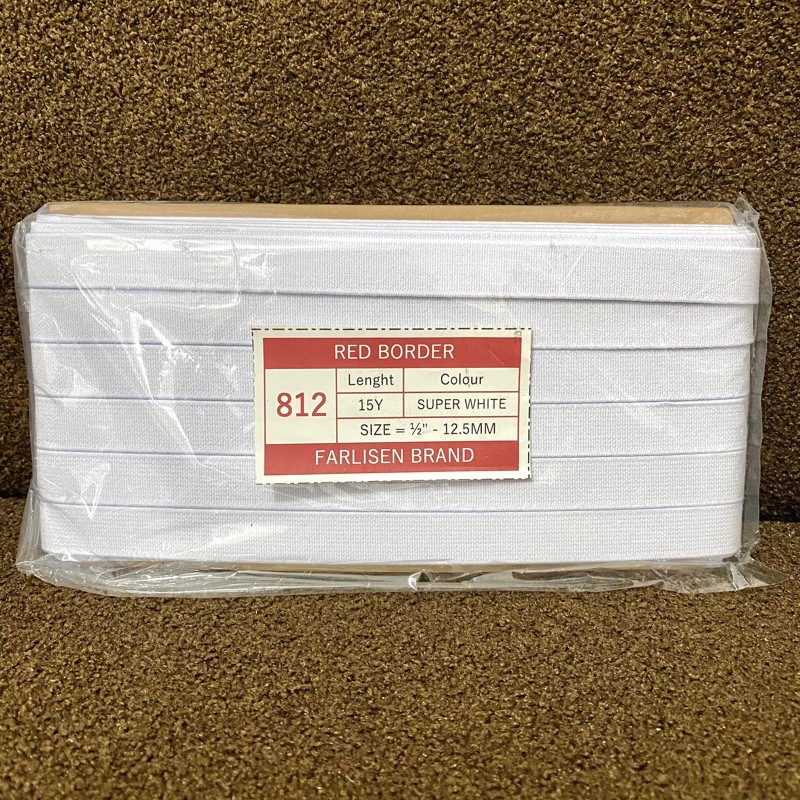 RED BORDER
812
Lenght Colour
15Y SUPER WHITE
SIZE = ½" - 12.5MM
FARLISEN BRAND